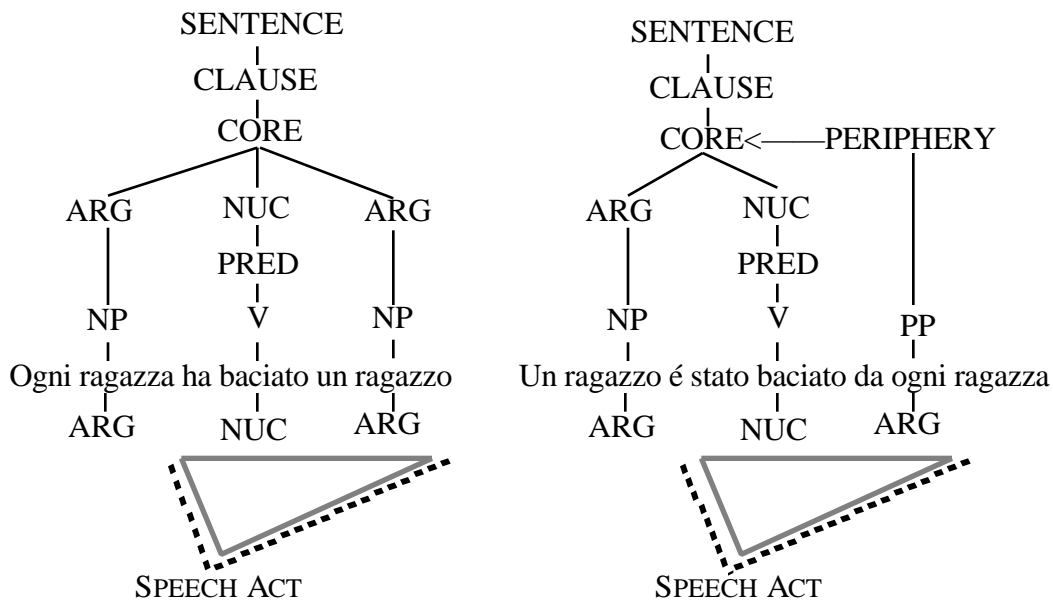 SENTENCE
CLAUSE
CORE
ARG NUC ARG
PRED
NP V NP
Ogni ragazza ha baciato un ragazzo
ARG NUC ARG
SPEECH ACT
SENTENCE
CLAUSE
CORE<——PERIPHERY
ARG NUC
PRED
NP V PP
Un ragazzo é stato baciato da ogni ragazza
ARG NUC ARG
SPEECH ACT